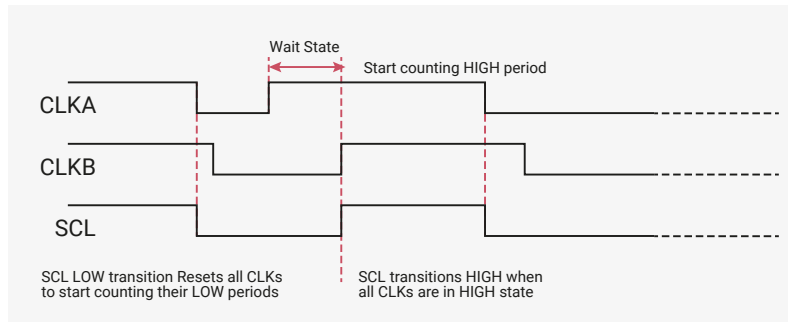 Wait State
Start counting HIGH period
CLKA
CLKB
SCL
SCL LOW transition Resets all CLKs
to start counting their LOW periods
SCL transitions HIGH when
all CLKs are in HIGH state